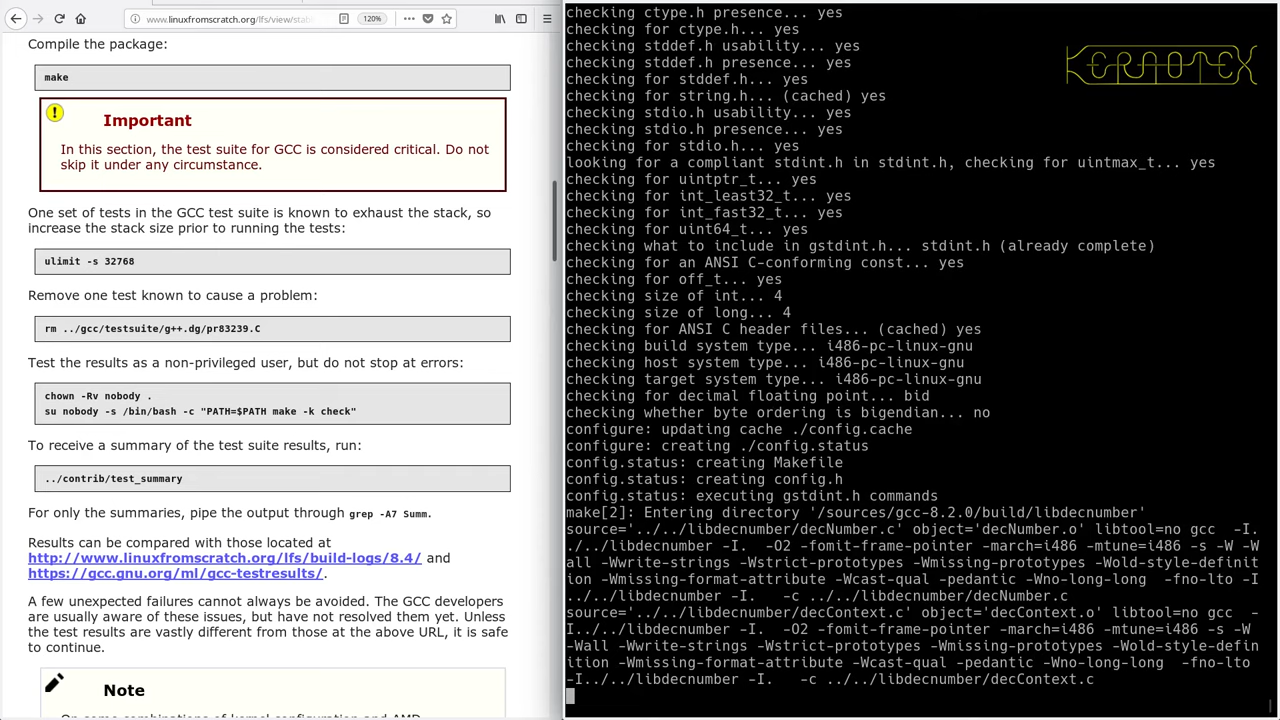 www.linuxfromscratch.org/lfs/view/stab
120%
Compile the package:
make
Important
In this section, the test suite for GCC is considered critical. Do not
skip it under any circumstance.
One set of tests in the GCC test suite is known to exhaust the stack, so
increase the stack size prior to running the tests:
ulimit -s 32768
Remove one test known to cause a problem:
rm ../gcc/testsuite/g++.dg/pr83239.C
Test the results as a non-privileged user, but do not stop at errors:
chown -Rv nobody .
su nobody -s /bin/bash -c "PATH=$PATH make -k check"
To receive a summary of the test suite results, run:
../contrib/test_summary
For only the summaries, pipe the output through grep -A7 Summ.
Results can be compared with those located at
http://www.linuxfromscratch.org/lfs/build-logs/8.4/ and
https://gcc.gnu.org/ml/gcc-testresults/.
A few unexpected failures cannot always be avoided. The GCC developers
are usually aware of these issues, but have not resolved them yet. Unless
the test results are vastly different from those at the above URL, it is safe
to continue.
Note
On some combinations of kernel configuration and AMD
checking ctype.h presence... yes
checking for ctype.h... yes
checking stddef.h usability... yes
checking stddef.h presence... yes
checking for stddef.h... yes
checking for string.h... (cached) yes
checking stdio.h usability... yes
checking stdio.h presence... yes
checking for stdio.h... yes
looking for a compliant stdint.h in stdint.h, checking for uintmax_t... yes
checking for uintptr_t... yes
checking for int_least32_t... yes
checking for int_fast32_t... yes
checking for uint64_t... yes
checking what to include in gstdint.h... stdint.h (already complete)
checking for an ANSI C-conforming const... yes
checking for off_t... yes
checking size of int... 4
checking size of long... 4
checking for ANSI C header files... (cached) yes
checking build system type... i486-pc-linux-gnu
checking host system type... i486-pc-linux-gnu
checking target system type... i486-pc-linux-gnu
checking for decimal floating point... bid
checking whether byte ordering is bigendian... no
configure: updating cache ./config.cache
configure: creating ./config.status
config.status: creating Makefile
config.status: creating config.h
config.status: executing gstdint.h commands
make[2]: Entering directory '/sources/gcc-8.2.0/build/libdecnumber'
source='../../libdecnumber/decNumber.c' object='decNumber.o' libtool=no gcc  -I.
./../libdecnumber -I.  -O2 -fomit-frame-pointer -march=i486 -mtune=i486 -s -W -W
all -Wwrite-strings -Wstrict-prototypes -Wmissing-prototypes -Wold-style-definit
ion -Wmissing-format-attribute -Wcast-qual -pedantic -Wno-long-long  -fno-lto -I
../../libdecnumber -I.   -c ../../libdecnumber/decNumber.c
source='../../libdecnumber/decContext.c' object='decContext.o' libtool=no gcc  -
I../../libdecnumber -I.  -O2 -fomit-frame-pointer -march=i486 -mtune=i486 -s -W
-Wall -Wwrite-strings -Wstrict-prototypes -Wmissing-prototypes -Wold-style-defin
ition -Wmissing-format-attribute -Wcast-qual -pedantic -Wno-long-long  -fno-lto
-I../../libdecnumber -I.   -c ../../libdecnumber/decContext.c